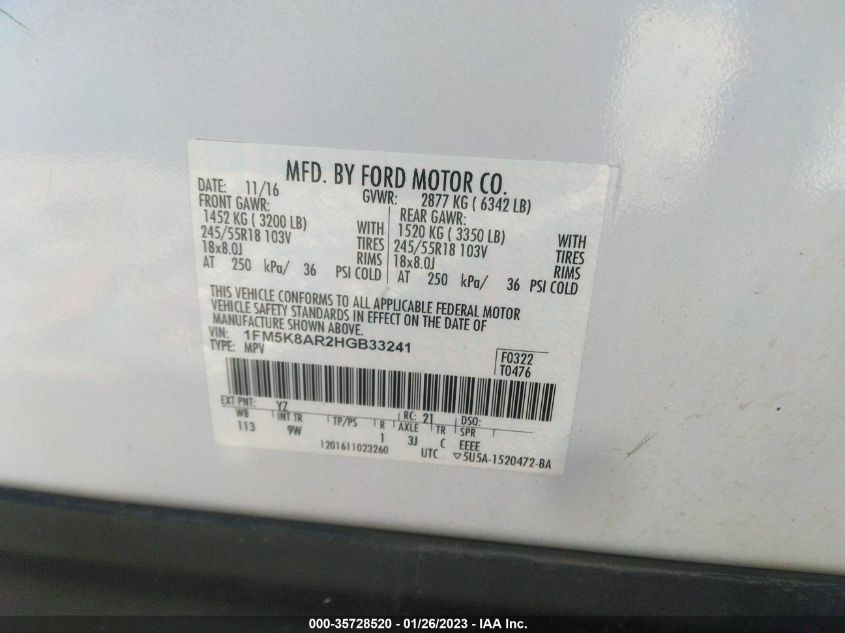 MFD. BY FORD MOTOR CO.
DATE: 11/16 GVWR: 2877 KG ( 6342 LB)
FRONT GAWR: REAR GAWR:
1452 KG ( 3200 LB) WITH 1520 KG ( 3350 LB) WITH
245/55R18 103V TIRES 245/55R18 103V TIRES
18x8.0J RIMS 18x8.0J RIMS
AT 250 kPa/ 36 PSI COLD AT 250 kPa/ 36 PSI COLD
THIS VEHICLE CONFORMS TO ALL APPLICABLE FEDERAL MOTOR
VEHICLE SAFETY STANDARDS IN EFFECT ON THE DATE OF
MANUFACTURE SHOWN ABOVE.
VIN: 1FM5K8AR2HGB33241
TYPE: MPV
F0322
T0476
EXT PNT: YZ RC: 21 DSO:
WB INT TR TP/PS R AXLE TR SPR
113 9W 1 3J C EEEE
1201611023260 UTC ▽5U5A-1520472-BA
000-35728520 - 01/26/2023 - IAA Inc.